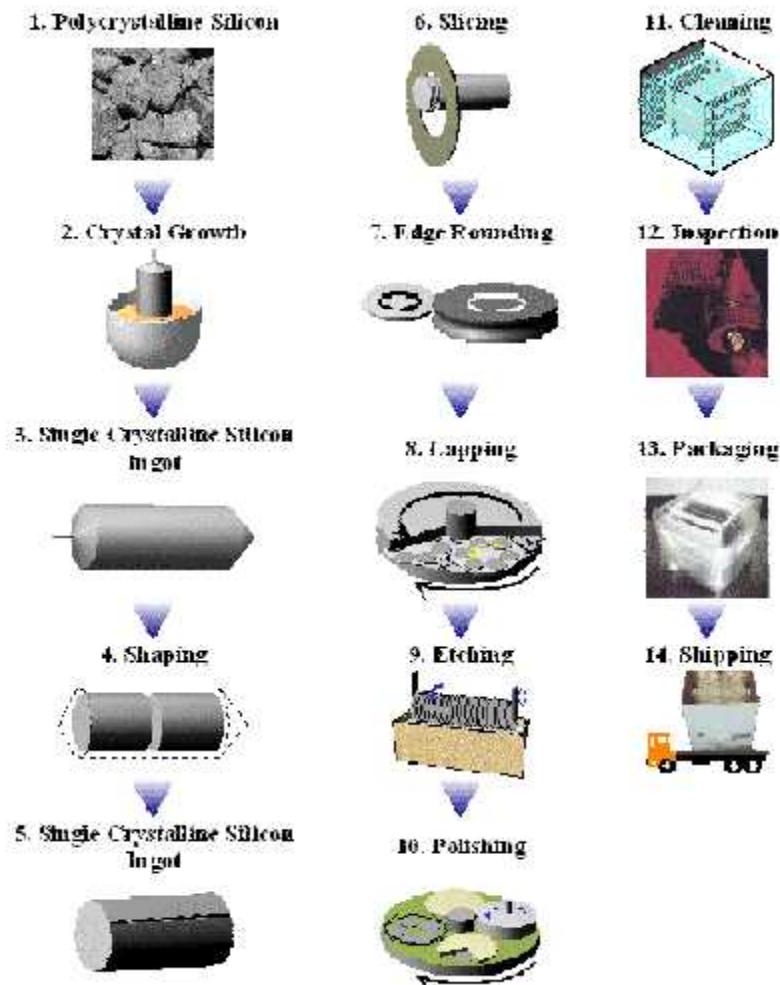 1. Polycrystalline Silicon
2. Crystal Growth
3. Single Crystalline Silicon
Ingot
4. Shaping
5. Single Crystalline Silicon
Ingot
6. Slicing
7. Edge Rounding
8. Lapping
9. Etching
10. Polishing
11. Cleaning
12. Inspection
13. Packaging
14. Shipping